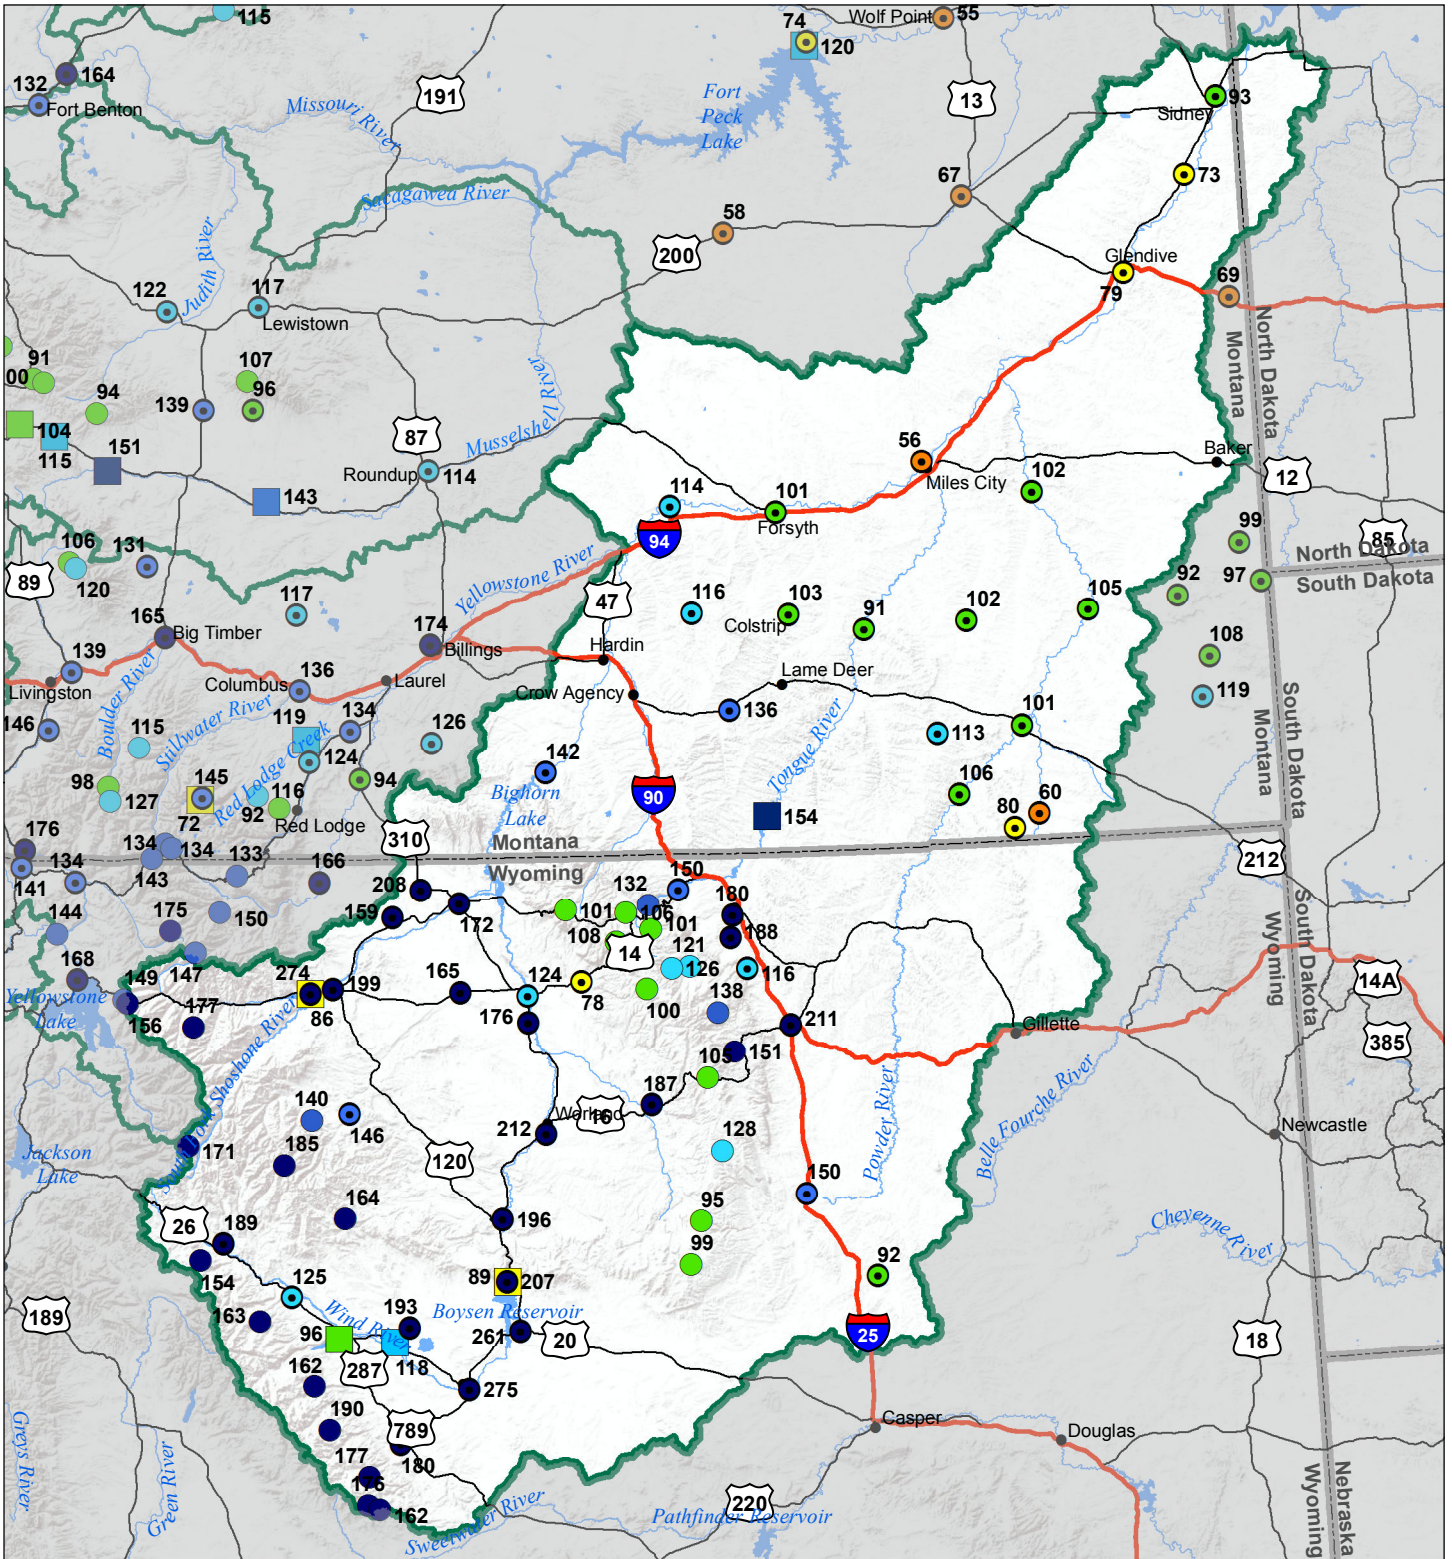 115
Wolf Point
55
74
120
164
132
Fort Benton
191
Missouri River
Fort
Peck
Lake
13
93
Sidney
73
67
Sacagawea River
58
200
Judith River
Glendive
79
69
122
117
Lewistown
North Dakota
Montana
91
00
107
96
94
139
104
115
151
87
Musselshell River
143
Roundup
114
56
Miles City
102
Baker
12
114
101
Forsyth
94
99
85
North Dakota
South Dakota
106
120
131
89
Yellowstone River
47
116
103
Colstrip
91
102
105
92
97
117
165
Big Timber
174
Billings
Hardin
108
139
Livingston
136
Columbus
Laurel
Crow Agency
Lame Deer
136
119
146
Boulder River
115
Stillwater River
119
134
124
126
113
101
South Dakota
Montana
98
127
145
Red Lodge Creek
116
92
94
142
Bighorn
Lake
90
Tongue River
154
106
80
60
72
Red Lodge
176
134
134
143
133
166
310
Montana
Wyoming
212
141
134
208
150
132
180
144
175
150
159
172
101
106
101
188
108
14
South Dakota
Wyoming
168
149
147
274
199
165
124
78
121
126
116
14A
Yellowstone
Lake
156
177
86
176
100
138
211
Gillette
385
South Fork Shoshone River
105
151
140
146
187
Worland
16
Powder River
Belle Fourche River
Newcastle
171
185
212
128
Jackson
Lake
120
150
164
196
95
26
189
99
Cheyenne River
154
125
89
207
92
163
Wind River
193
Boysen Reservoir
189
96
118
261
20
25
18
287
162
275
190
789
Casper
Douglas
177
180
176
162
Greys River
Green River
Sweetwater River
220
Pathfinder Reservoir
Nebraska
Wyoming